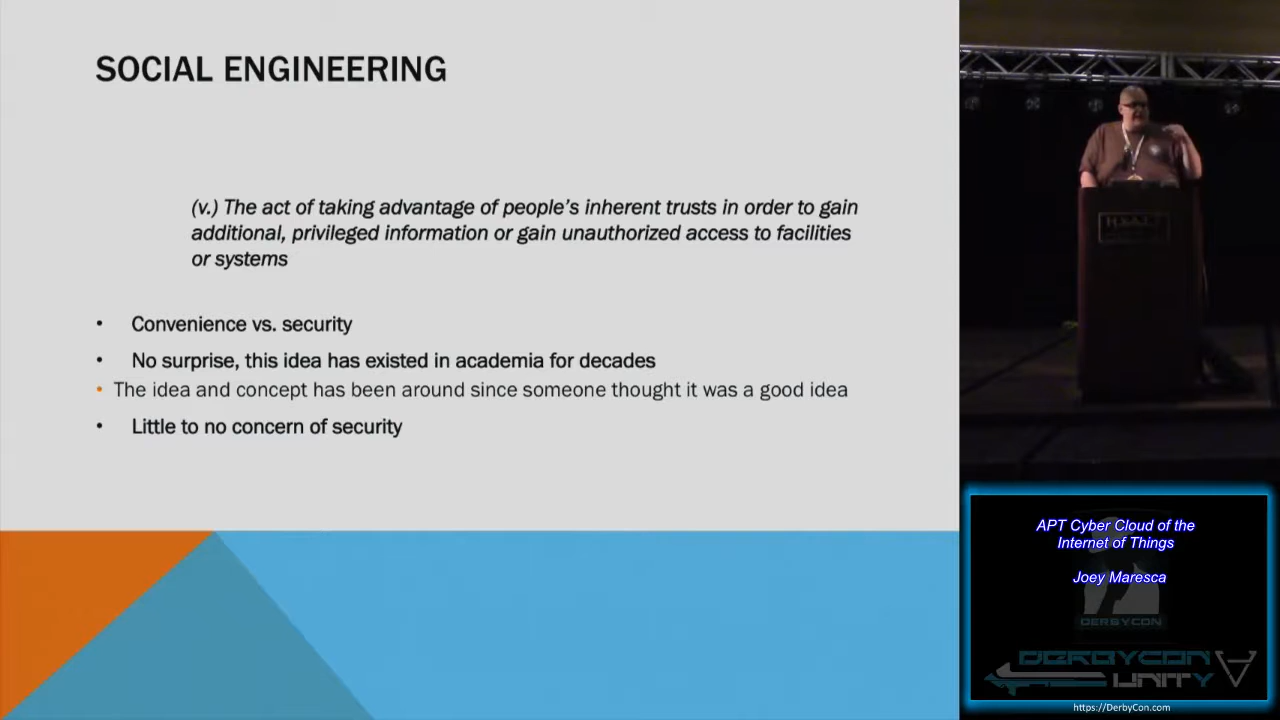 SOCIAL ENGINEERING
(v.) The act of taking advantage of people's inherent trusts in order to gain
additional, privileged information or gain unauthorized access to facilities
or systems
• Convenience vs. security
• No surprise, this idea has existed in academia for decades
• The idea and concept has been around since someone thought it was a good idea
• Little to no concern of security
HYATT
APT Cyber Cloud of the
Internet of Things
Joey Maresca
DERBYCON
DERBYCON
UNITY
https://DerbyCon.com